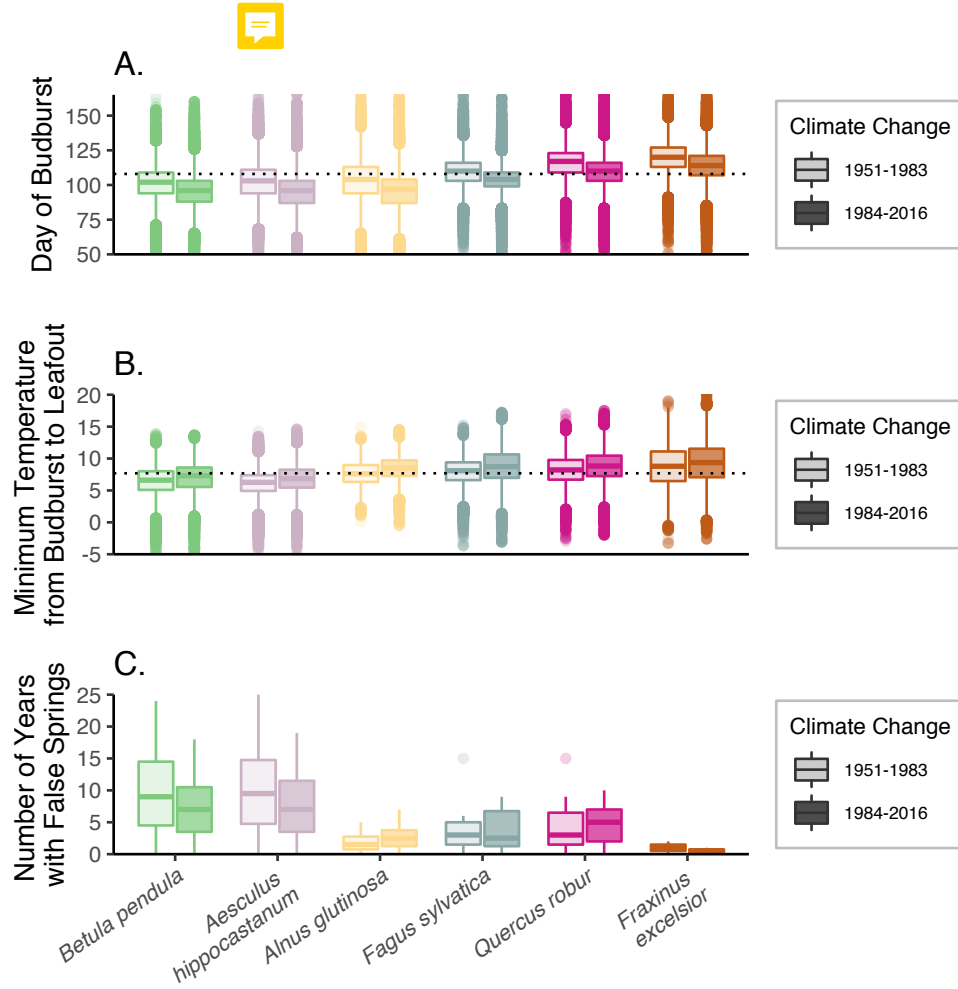 A.
Day of Budburst
150
125
100
75
50
Climate Change
1951-1983
1984-2016
B.
Minimum Temperature
from Budburst to Leafout
20
15
10
5
0
-5
Climate Change
1951-1983
1984-2016
C.
Number of Years
with False Springs
25
20
15
10
5
0
Climate Change
1951-1983
1984-2016
Betula pendula
Aesculus
hippocastanum
Alnus glutinosa
Fagus sylvatica
Quercus robur
Fraxinus
excelsior